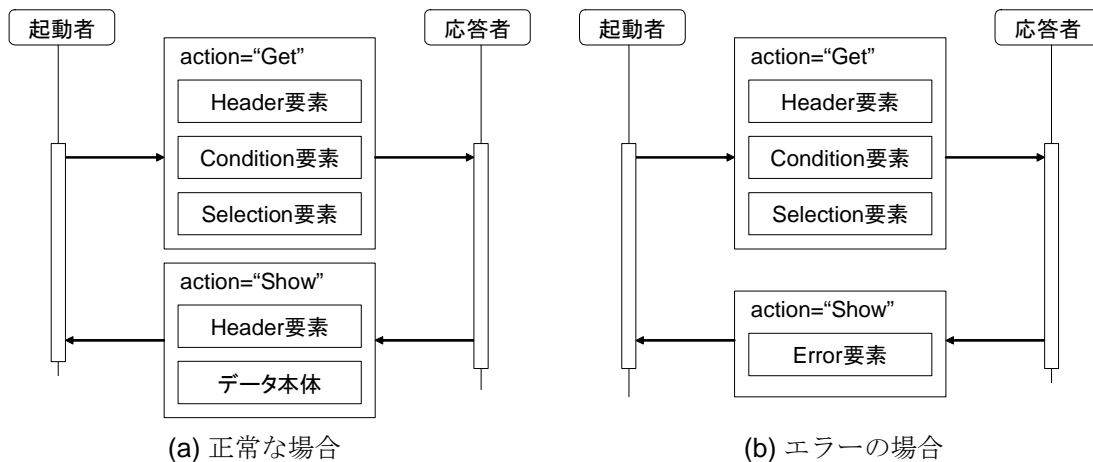 起動者
応答者
action=“Get”
Header要素
Condition要素
Selection要素
action=“Show”
Header要素
データ本体
(a) 正常な場合
起動者
応答者
action=“Get”
Header要素
Condition要素
Selection要素
action=“Show”
Error要素
(b) エラーの場合